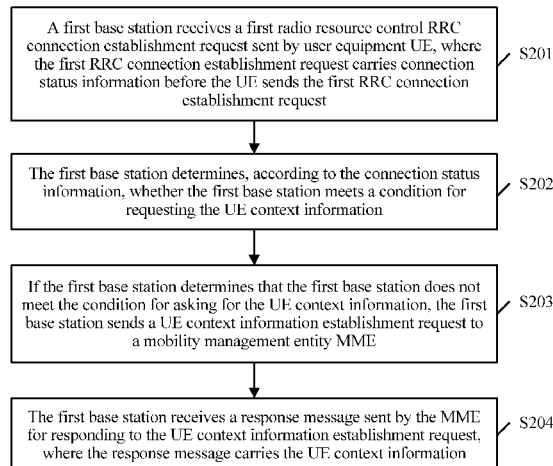 A first base station receives a first radio resource control RRC
connection establishment request sent by user equipment UE, where
the first RRC connection establishment request carries connection
status information before the UE sends the first RRC connection
establishment request
S201
The first base station determines, according to the connection status
information, whether the first base station meets a condition for
requesting the UE context information
S202
If the first base station determines that the first base station does not
meet the condition for asking for the UE context information, the first
base station sends a UE context information establishment request to
a mobility management entity MME
S203
The first base station receives a response message sent by the MME
for responding to the UE context information establishment request,
where the response message carries the UE context information
S204